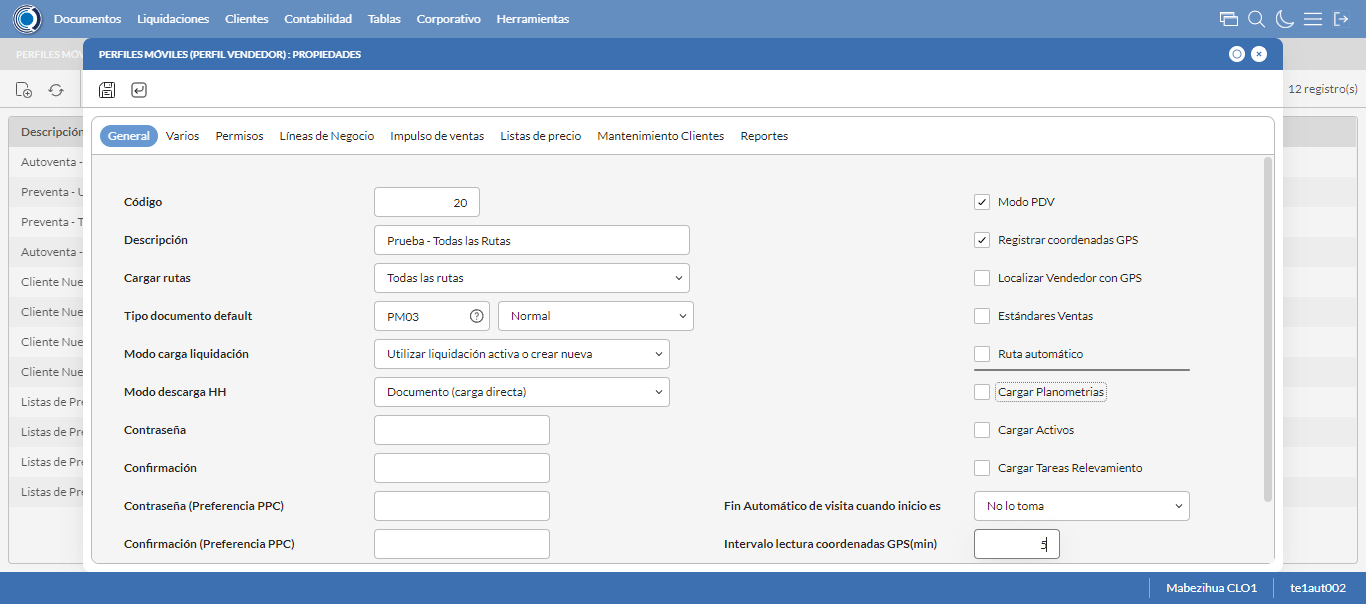 Documentos Liquidaciones Clientes Contabilidad Tablas Corporativo Herramientas
PERFILES MÓV
PERFILES MÓVILES (PERFIL VENDEDOR) : PROPIEDADES
12 registro(s)
Descripción
Autoventa -
Preventa - U
Preventa - T
Autoventa -
Cliente Nue
Cliente Nue
Cliente Nue
Cliente Nue
Listas de Pre
Listas de Pre
Listas de Pre
Listas de Pre
General Varios Permisos Líneas de Negocio Impulso de ventas Listas de precio Mantenimiento Clientes Reportes
Código 20
Modo PDV
Descripción Prueba - Todas las Rutas
Registrar coordenadas GPS
Cargar rutas Todas las rutas
Localizar Vendedor con GPS
Tipo documento default PM03 Normal
Estándares Ventas
Modo carga liquidación Utilizar liquidación activa o crear nueva
Ruta automático
Modo descarga HH Documento (carga directa)
Cargar Planometrias
Contraseña
Cargar Activos
Confirmación
Cargar Tareas Relevamiento
Contraseña (Preferencia PPC)
Fin Automático de visita cuando inicio es No lo toma
Confirmación (Preferencia PPC)
Intervalo lectura coordenadas GPS(min) 5
Mabezihua CLO1 te1aut002